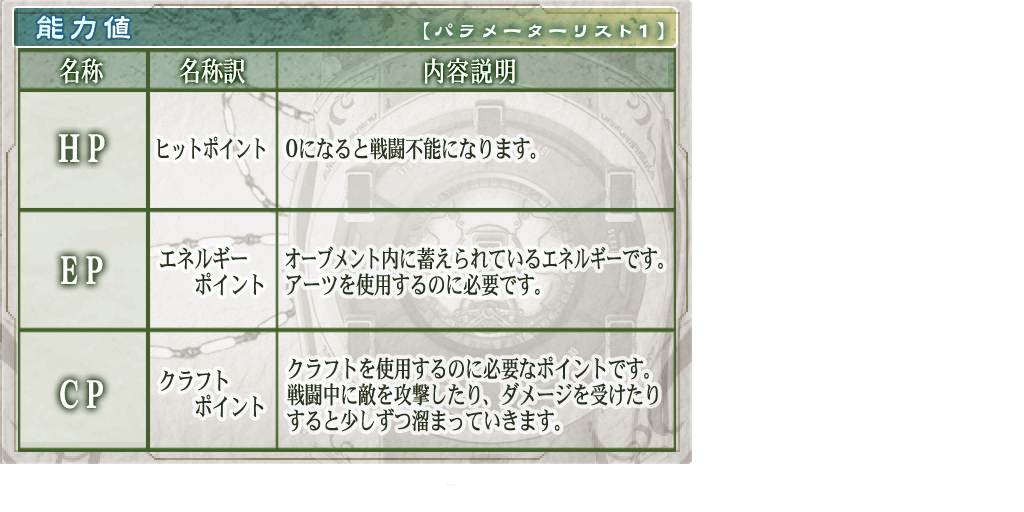 能力値
【パラメーターリスト1】
名称 名称訳 内容説明
HP ヒットポイント 0になると戦闘不能になります。
EP エネルギー
ポイント
オーブメント内に蓄えられているエネルギーです。
アーツを使用するのに必要です。
CP クラフト
ポイント
クラフトを使用するのに必要なポイントです。
戦闘中に敵を攻撃したり、ダメージを受けたり
すると少しずつ溜まっていきます。